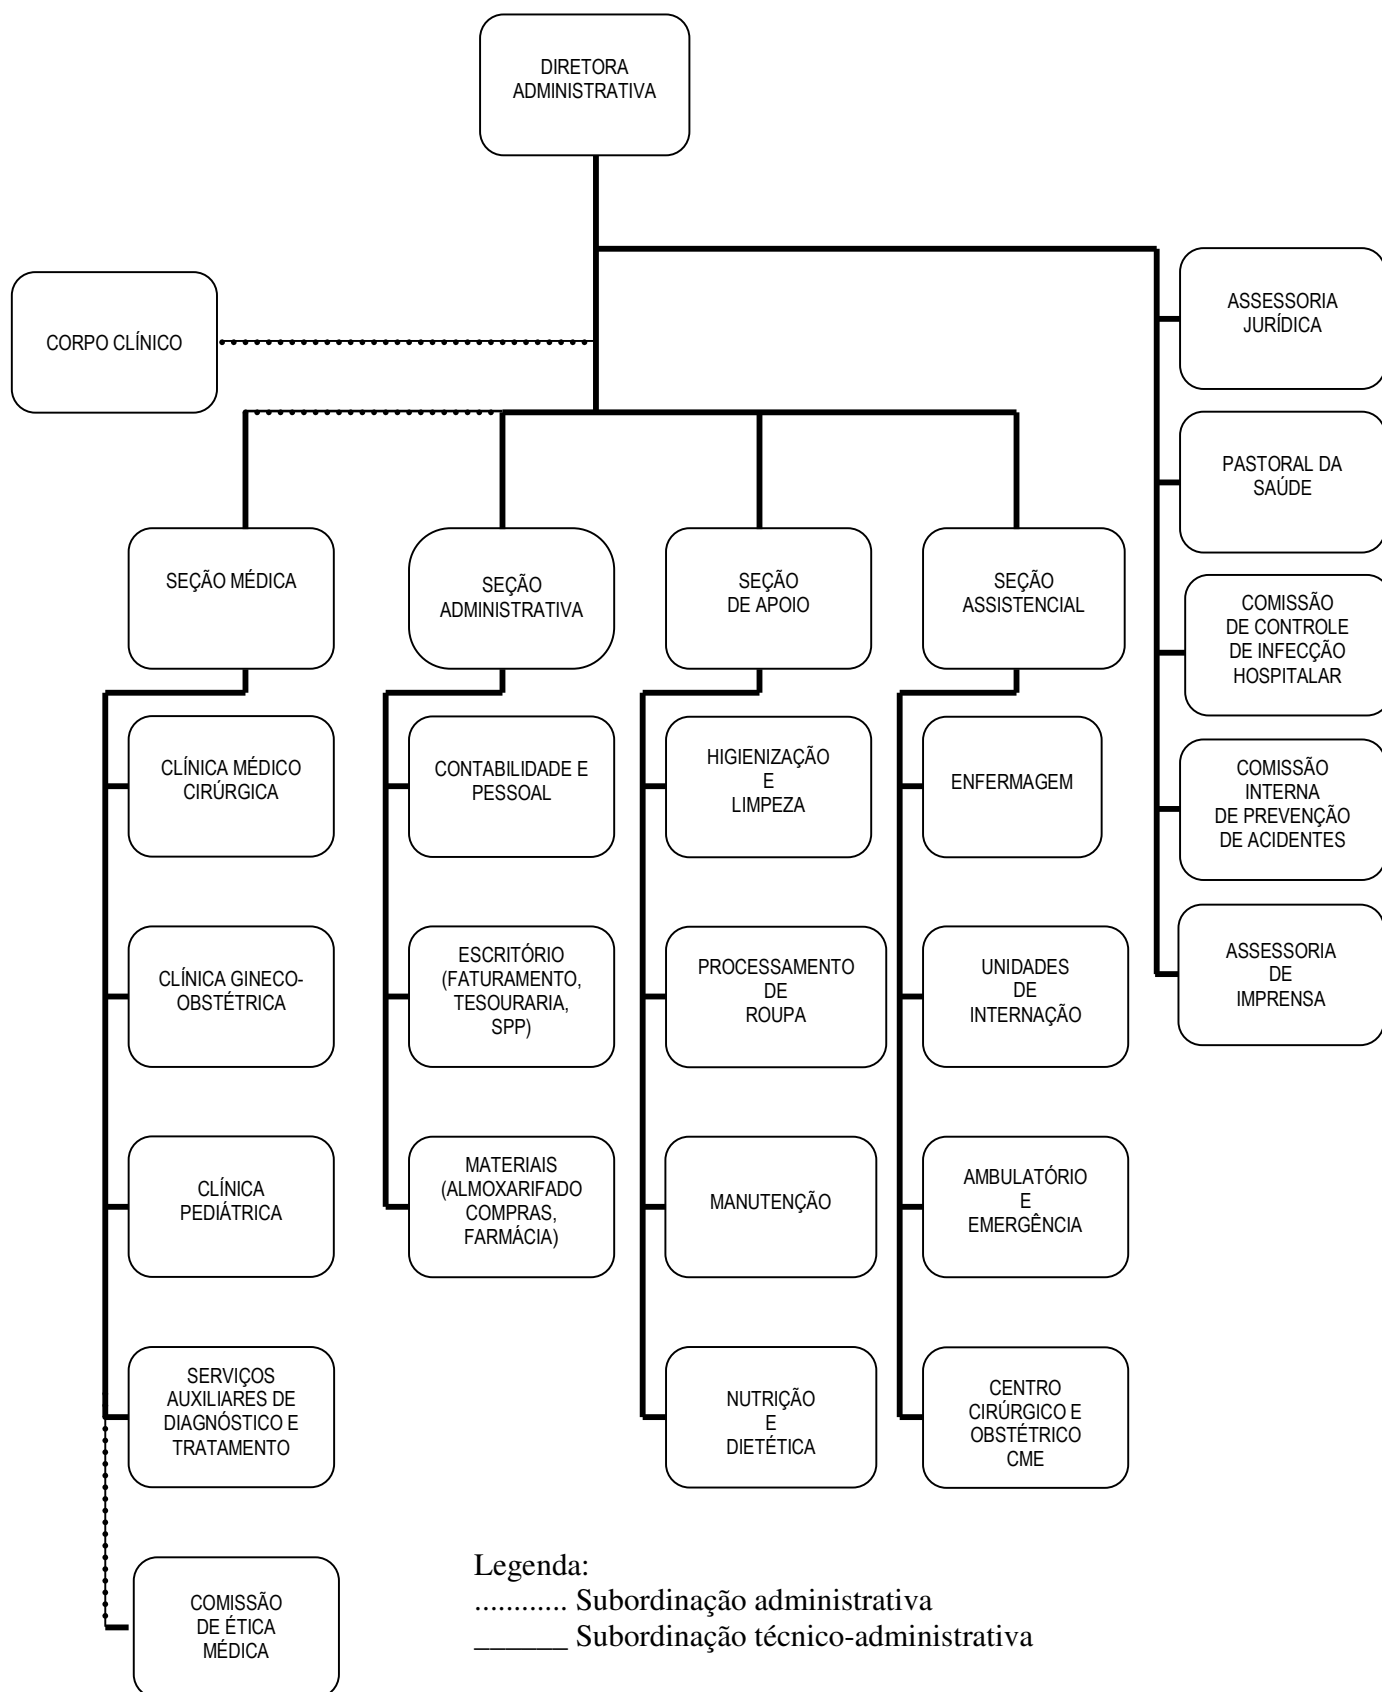 DIRETORA
ADMINISTRATIVA
CORPO CLÍNICO
ASSESSORIA
JURÍDICA
PASTORAL DA
SAÚDE
COMISSÃO
DE CONTROLE
DE INFECÇÃO
HOSPITALAR
COMISSÃO
INTERNA
DE PREVENÇÃO
DE ACIDENTES
ASSESSORIA
DE
IMPRENSA
SEÇÃO MÉDICA
CLÍNICA MÉDICO
CIRÚRGICA
CLÍNICA GINECO-
OBSTÉTRICA
CLÍNICA
PEDIÁTRICA
SERVIÇOS
AUXILIARES DE
DIAGNÓSTICO E
TRATAMENTO
COMISSÃO
DE ÉTICA
MÉDICA
SEÇÃO
ADMINISTRATIVA
CONTABILIDADE E
PESSOAL
ESCRITÓRIO
(FATURAMENTO,
TESOURARIA,
SPP)
MATERIAIS
(ALMOXARIFADO
COMPRAS,
FARMÁCIA)
SEÇÃO
DE APOIO
HIGIENIZAÇÃO
E
LIMPEZA
PROCESSAMENTO
DE
ROUPA
MANUTENÇÃO
NUTRIÇÃO
E
DIETÉTICA
SEÇÃO
ASSISTENCIAL
ENFERMAGEM
UNIDADES
DE
INTERNAÇÃO
AMBULATÓRIO
E
EMERGÊNCIA
CENTRO
CIRÚRGICO E
OBSTÉTRICO
CME
Legenda:
............ Subordinação administrativa
______ Subordinação técnico-administrativa